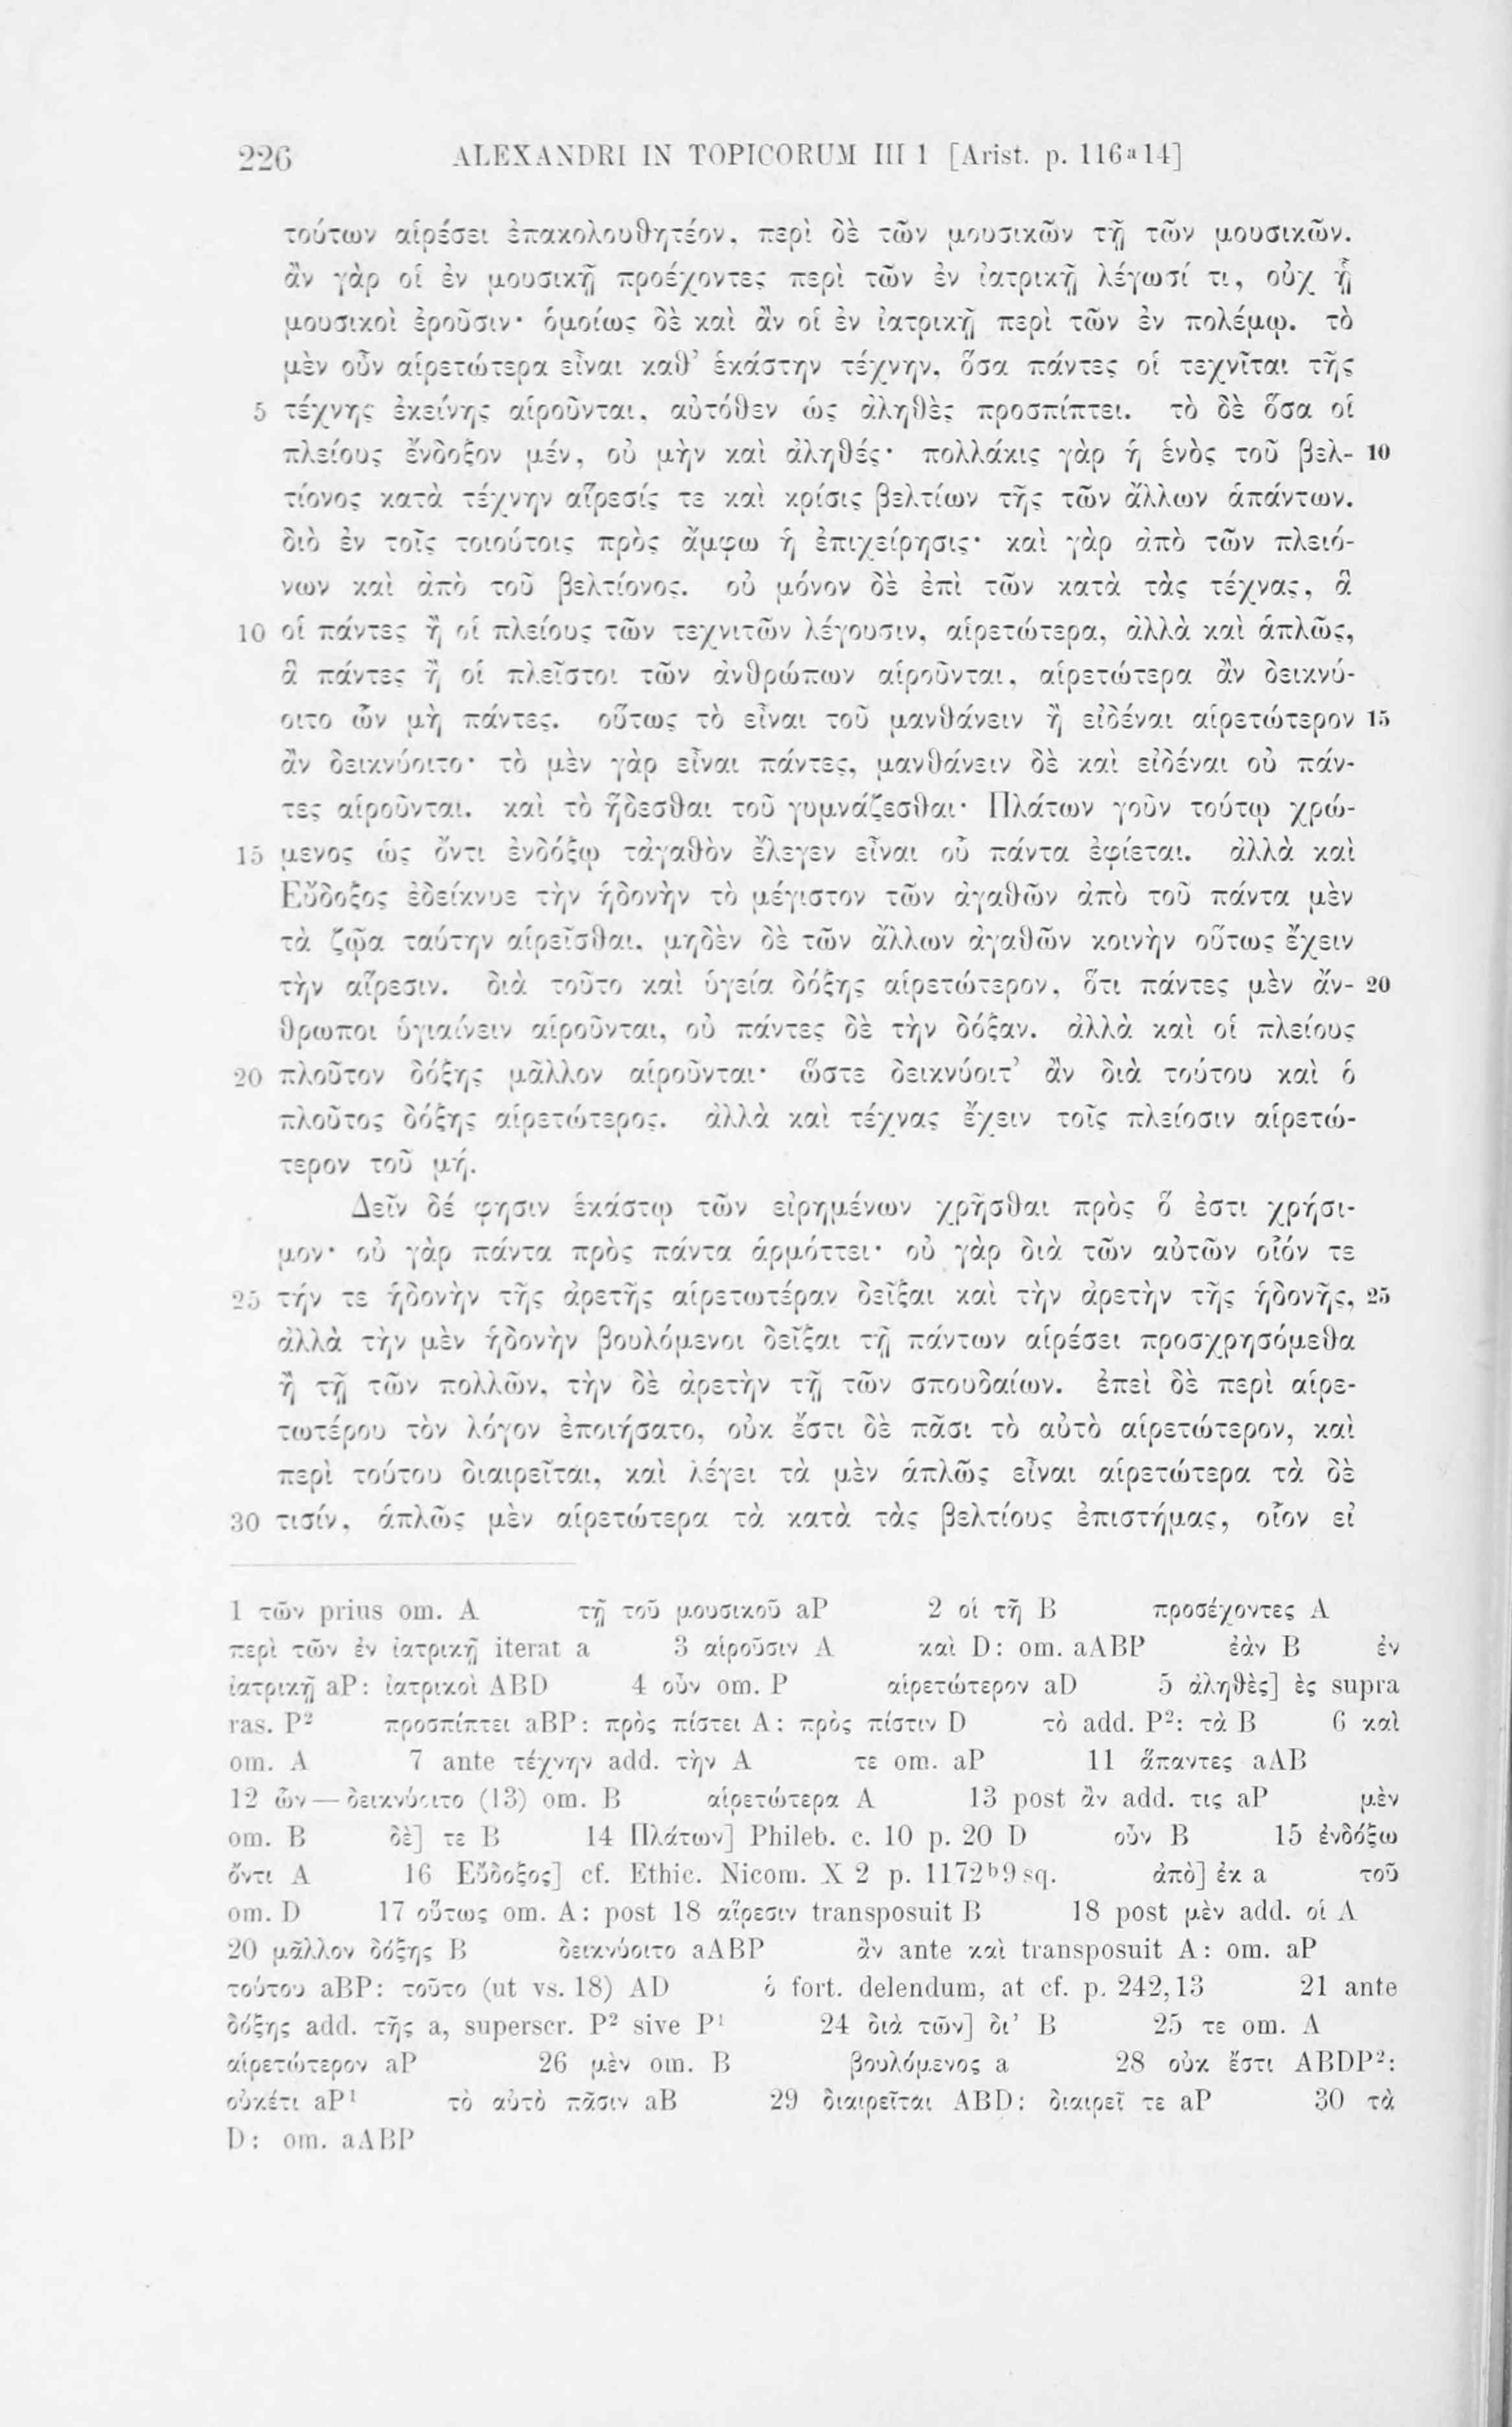 226 ALEXANDRI IN TOPICORUM III 1 [Arist. p. 116ᵃ14]
τούτων αἱρέσει ἐπακολουθητέον, περὶ δὲ τῶν μουσικῶν τῇ τῶν μουσικῶν.
ἂν γὰρ οἱ ἐν μουσικῇ προέχοντες περὶ τῶν ἐν ἰατρικῇ λέγωσί τι, οὐχ ᾗ
μουσικοὶ ἐροῦσιν· ὁμοίως δὲ καὶ ἂν οἱ ἐν ἰατρικῇ περὶ τῶν ἐν πολέμῳ. τὸ
μὲν οὖν αἱρετώτερα εἶναι καθ’ ἑκάστην τέχνην, ὅσα πάντες οἱ τεχνῖται τῆς
5 τέχνης ἐκείνης αἱροῦνται, αὐτόθεν ὡς ἀληθὲς προσπίπτει. τὸ δὲ ὅσα οἱ
πλείους ἔνδοξον μέν, οὐ μὴν καὶ ἀληθές· πολλάκις γὰρ ἡ ἑνὸς τοῦ βελ- 10
τίονος κατὰ τέχνην αἵρεσίς τε καὶ κρίσις βελτίων τῆς τῶν ἄλλων ἁπάντων.
διὸ ἐν τοῖς τοιούτοις πρὸς ἄμφω ἡ ἐπιχείρησις· καὶ γὰρ ἀπὸ τῶν πλειό-
νων καὶ ἀπὸ τοῦ βελτίονος. οὐ μόνον δὲ ἐπὶ τῶν κατὰ τὰς τέχνας, ἃ
10 οἱ πάντες ἢ οἱ πλείους τῶν τεχνιτῶν λέγουσιν, αἱρετώτερα, ἀλλὰ καὶ ἁπλῶς,
ἃ πάντες ἢ οἱ πλεῖστοι τῶν ἀνθρώπων αἱροῦνται, αἱρετώτερα ἂν δεικνύ-
οιτο ὧν μὴ πάντες. οὕτως τὸ εἶναι τοῦ μανθάνειν ἢ εἰδέναι αἱρετώτερον 15
ἂν δεικνύοιτο· τὸ μὲν γὰρ εἶναι πάντες, μανθάνειν δὲ καὶ εἰδέναι οὐ πάν-
τες αἱροῦνται. καὶ τὸ ἥδεσθαι τοῦ γυμνάζεσθαι· Πλάτων γοῦν τούτῳ χρώ-
15 μενος ὡς ὄντι ἐνδόξῳ τἀγαθὸν ἔλεγεν εἶναι οὗ πάντα ἐφίεται. ἀλλὰ καὶ
Εὔδοξος ἐδείκνυε τὴν ἡδονὴν τὸ μέγιστον τῶν ἀγαθῶν ἀπὸ τοῦ πάντα μὲν
τὰ ζῷα ταύτην αἱρεῖσθαι, μηδὲν δὲ τῶν ἄλλων ἀγαθῶν κοινὴν οὕτως ἔχειν
τὴν αἵρεσιν. διὰ τοῦτο καὶ ὑγεία δόξης αἱρετώτερον, ὅτι πάντες μὲν ἄν- 20
θρωποι ὑγιαίνειν αἱροῦνται, οὐ πάντες δὲ τὴν δόξαν. ἀλλὰ καὶ οἱ πλείους
20 πλοῦτον δόξης μᾶλλον αἱροῦνται· ὥστε δεικνύοιτ’ ἂν διὰ τούτου καὶ ὁ
πλοῦτος δόξης αἱρετώτερος. ἀλλὰ καὶ τέχνας ἔχειν τοῖς πλείοσιν αἱρετώ-
τερον τοῦ μή.
Δεῖν δέ φησιν ἑκάστῳ τῶν εἰρημένων χρῆσθαι πρὸς ὅ ἐστι χρήσι-
μον· οὐ γὰρ πάντα πρὸς πάντα ἁρμόττει· οὐ γὰρ διὰ τῶν αὐτῶν οἷόν τε
25 τήν τε ἡδονὴν τῆς ἀρετῆς αἱρετωτέραν δεῖξαι καὶ τὴν ἀρετὴν τῆς ἡδονῆς, 25
ἀλλὰ τὴν μὲν ἡδονὴν βουλόμενοι δεῖξαι τῇ πάντων αἱρέσει προσχρησόμεθα
ἢ τῇ τῶν πολλῶν, τὴν δὲ ἀρετὴν τῇ τῶν σπουδαίων. ἐπεὶ δὲ περὶ αἱρε-
τωτέρου τὸν λόγον ἐποιήσατο, οὐκ ἔστι δὲ πᾶσι τὸ αὐτὸ αἱρετώτερον, καὶ
περὶ τούτου διαιρεῖται, καὶ λέγει τὰ μὲν ἁπλῶς εἶναι αἱρετώτερα τὰ δὲ
30 τισίν, ἁπλῶς μὲν αἱρετώτερα τὰ κατὰ τὰς βελτίους ἐπιστήμας, οἷον εἰ
1 τῶν prius om. A τῇ τοῦ μουσικοῦ aP 2 οἱ τῇ B προσέχοντες A
περὶ τῶν ἐν ἰατρικῇ iterat a 3 αἱροῦσιν A καὶ D: om. aABP ἐὰν B ἐν
ἰατρικῇ aP: ἰατρικοὶ ABD 4 οὖν om. P αἱρετώτερον aD 5 ἀληθὲς] ὲς supra
ras. P² προσπίπτει aBP: πρὸς πίστει A: πρὸς πίστιν D τὸ add. P²: τὰ B 6 καὶ
om. A 7 ante τέχνην add. τὴν A τε om. aP 11 ἅπαντες aAB
12 ὧν — δεικνύοιτο (13) om. B αἱρετώτερα A 13 post ἂν add. τις aP μὲν
om. B δὲ] τε B 14 Πλάτων] Phileb. c. 10 p. 20 D οὖν B 15 ἐνδόξω
ὄντι A 16 Εὔδοξος] cf. Ethic. Nicom. X 2 p. 1172ᵇ9 sq. ἀπὸ] ἐκ a τοῦ
om. D 17 οὕτως om. A: post 18 αἵρεσιν transposuit B 18 post μὲν add. οἱ A
20 μᾶλλον δόξης B δεικνύοιτο aABP ἂν ante καὶ transposuit A: om. aP
τούτου aBP: τοῦτο (ut vs. 18) AD ὁ fort. delendum, at cf. p. 242,13 21 ante
δόξης add. τῆς a, superscr. P² sive P¹ 24 διὰ τῶν] δι’ B 25 τε om. A
αἱρετώτερον aP 26 μὲν om. B βουλόμενος a 28 οὐκ ἔστι ABDP²:
οὐκέτι aP¹ τὸ αὐτὸ πᾶσιν aB 29 διαιρεῖται ABD: διαιρεῖ τε aP 30 τὰ
D: om. aABP